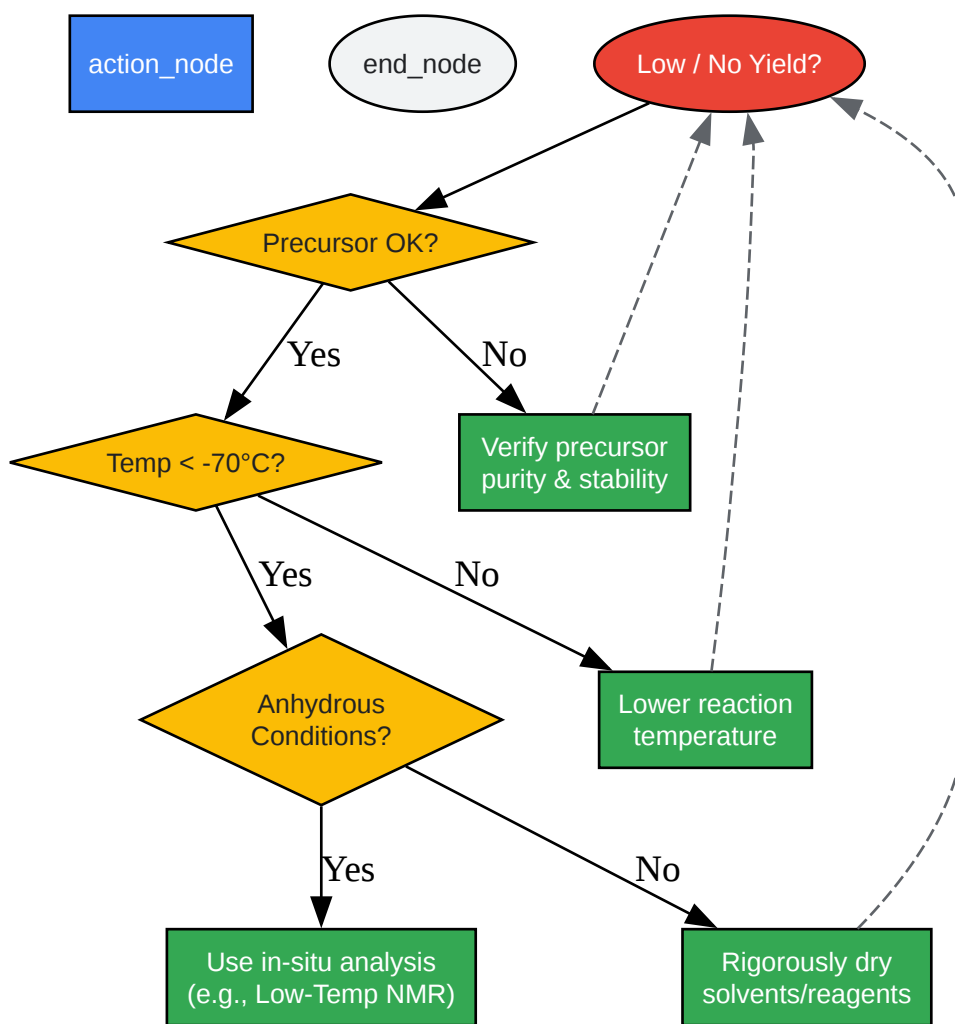 action_node
end_node
Low / No Yield?
Precursor OK?
Yes
No
Temp < -70°C?
Verify precursor
purity & stability
Yes
No
Anhydrous
Conditions?
Lower reaction
temperature
Yes
No
Use in-situ analysis
(e.g., Low-Temp NMR)
Rigorously dry
solvents/reagents